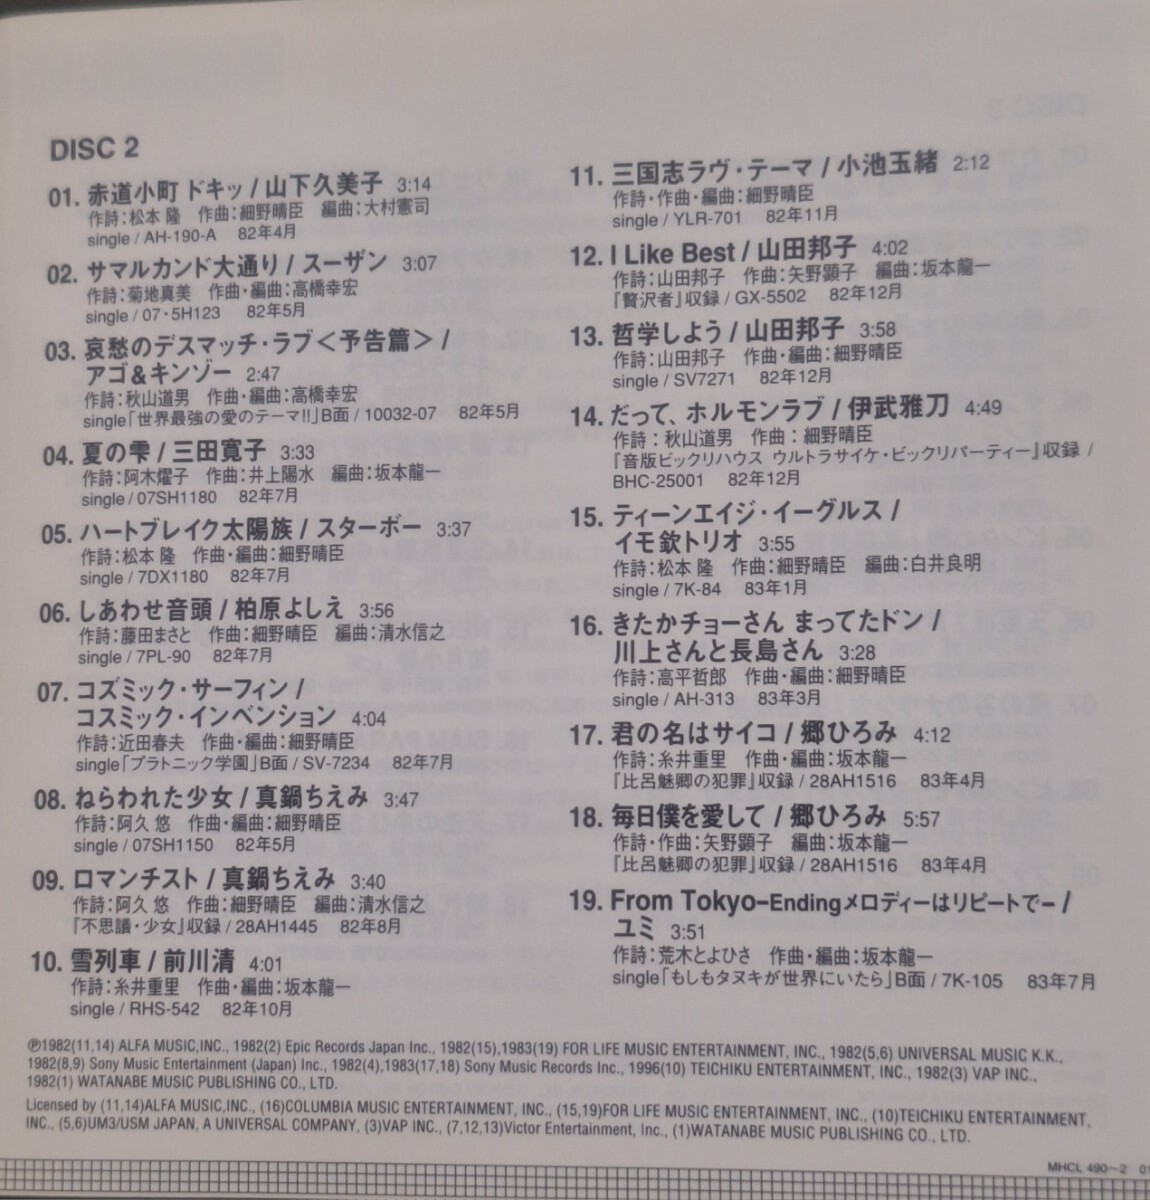 DISC 2
01. 赤道小町 ドキッ / 山下久美子 3:14
作詩：松本 隆 作曲：細野晴臣 編曲：大村憲司
single / AH-190-A 82年4月
02. サマルカンド大通り / スーザン 3:07
作詩：菊地真美 作曲・編曲：高橋幸宏
single / 07・5H123 82年5月
03. 哀愁のデスマッチ・ラブ＜予告篇＞ /
アゴ＆キンゾー 2:47
作詩：秋山道男 作曲・編曲：高橋幸宏
single「世界最強の愛のテーマ!!」B面 / 10032-07 82年5月
04. 夏の雫 / 三田寛子 3:33
作詩：阿木燿子 作曲：井上陽水 編曲：坂本龍一
single / 07SH1180 82年7月
05. ハートブレイク太陽族 / スターボー 3:37
作詩：松本 隆 作曲・編曲：細野晴臣
single / 7DX1180 82年7月
06. しあわせ音頭 / 柏原よしえ 3:56
作詩：藤田まさと 作曲：細野晴臣 編曲：清水信之
single / 7PL-90 82年7月
07. コズミック・サーフィン /
コスミック・インベンション 4:04
作詩：近田春夫 作曲・編曲：細野晴臣
single「プラトニック学園」B面 / SV-7234 82年7月
08. ねらわれた少女 / 真鍋ちえみ 3:47
作詩：阿久 悠 作曲・編曲：細野晴臣
single / 07SH1150 82年5月
09. ロマンチスト / 真鍋ちえみ 3:40
作詩：阿久 悠 作曲：細野晴臣 編曲：清水信之
『不思議・少女』収録 / 28AH1445 82年8月
10. 雪列車 / 前川清 4:01
作詩：糸井重里 作曲・編曲：坂本龍一
single / RHS-542 82年10月
11. 三国志ラヴ・テーマ / 小池玉緒 2:12
作詩・作曲・編曲：細野晴臣
single / YLR-701 82年11月
12. I Like Best / 山田邦子 4:02
作詩：山田邦子 作曲：矢野顕子 編曲：坂本龍一
『贅沢者』収録 / GX-5502 82年12月
13. 哲学しよう / 山田邦子 3:58
作詩：山田邦子 作曲・編曲：細野晴臣
single / SV7271 82年12月
14. だって、ホルモンラブ / 伊武雅刀 4:49
作詩：秋山道男 作曲：細野晴臣
『音版ビックリハウス ウルトラサイケ・ビックリパーティー』収録 /
BHC-25001 82年12月
15. ティーンエイジ・イーグルス /
イモ欽トリオ 3:55
作詩：松本 隆 作曲：細野晴臣 編曲：白井良明
single / 7K-84 83年1月
16. きたかチョーさん まってたドン /
川上さんと長島さん 3:28
作詩：高平哲郎 作曲・編曲：細野晴臣
single / AH-313 83年3月
17. 君の名はサイコ / 郷ひろみ 4:12
作詩：糸井重里 作曲・編曲：坂本龍一
『比呂魅卿の犯罪』収録 / 28AH1516 83年4月
18. 毎日僕を愛して / 郷ひろみ 5:57
作詩・作曲：矢野顕子 編曲：坂本龍一
『比呂魅卿の犯罪』収録 / 28AH1516 83年4月
19. From Tokyo–Endingメロディーはリピートで– /
ユミ 3:51
作詩：荒木とよひさ 作曲・編曲：坂本龍一
single「もしもタヌキが世界にいたら」B面 / 7K-105 83年7月
℗1982(11,14) ALFA MUSIC,INC., 1982(2) Epic Records Japan Inc., 1982(15),1983(19) FOR LIFE MUSIC ENTERTAINMENT, INC., 1982(5,6) UNIVERSAL MUSIC K.K.,
1982(8,9) Sony Music Entertainment (Japan) Inc., 1982(4),1983(17,18) Sony Music Records Inc., 1996(10) TEICHIKU ENTERTAINMENT, INC., 1982(3) VAP INC.,
1982(1) WATANABE MUSIC PUBLISHING CO., LTD.
Licensed by (11,14)ALFA MUSIC,INC., (16)COLUMBIA MUSIC ENTERTAINMENT, INC., (15,19)FOR LIFE MUSIC ENTERTAINMENT, INC., (10)TEICHIKU ENTERTAINMENT,
INC., (5,6)UM3/USM JAPAN, A UNIVERSAL COMPANY, (3)VAP INC., (7,12,13)Victor Entertainment, Inc., (1)WATANABE MUSIC PUBLISHING CO., LTD.
MHCL 490～2